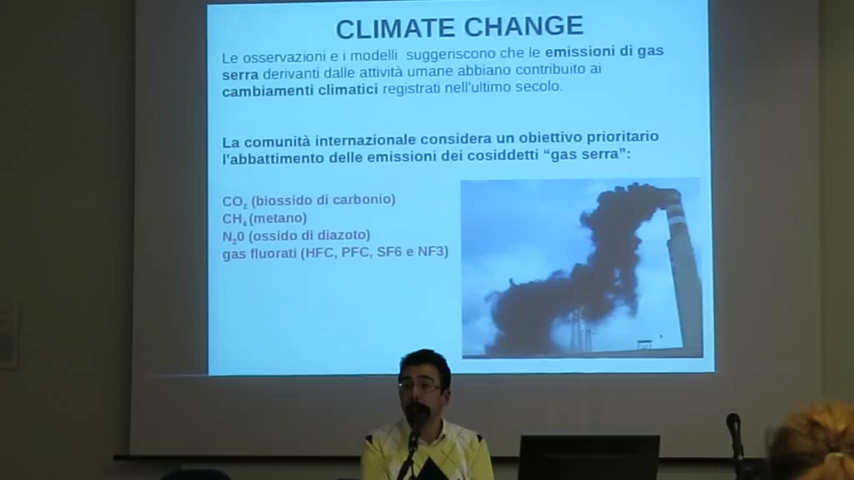 CLIMATE CHANGE
Le osservazioni e i modelli suggeriscono che le emissioni di gas
serra derivanti dalle attività umane abbiano contribuito ai
cambiamenti climatici registrati nell'ultimo secolo.
La comunità internazionale considera un obiettivo prioritario
l'abbattimento delle emissioni dei cosiddetti “gas serra”:
CO₂ (biossido di carbonio)
CH₄ (metano)
N₂0 (ossido di diazoto)
gas fluorati (HFC, PFC, SF6 e NF3)